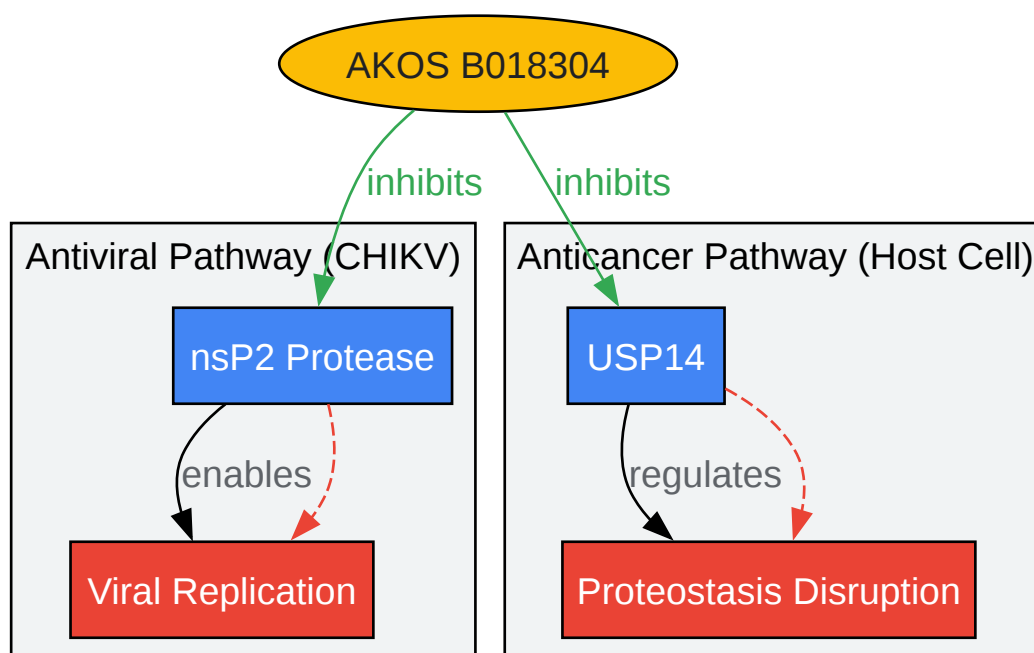 AKOS B018304
inhibits
inhibits
Antiviral Pathway (CHIKV)
Anticancer Pathway (Host Cell)
nsP2 Protease
USP14
enables
regulates
Viral Replication
Proteostasis Disruption